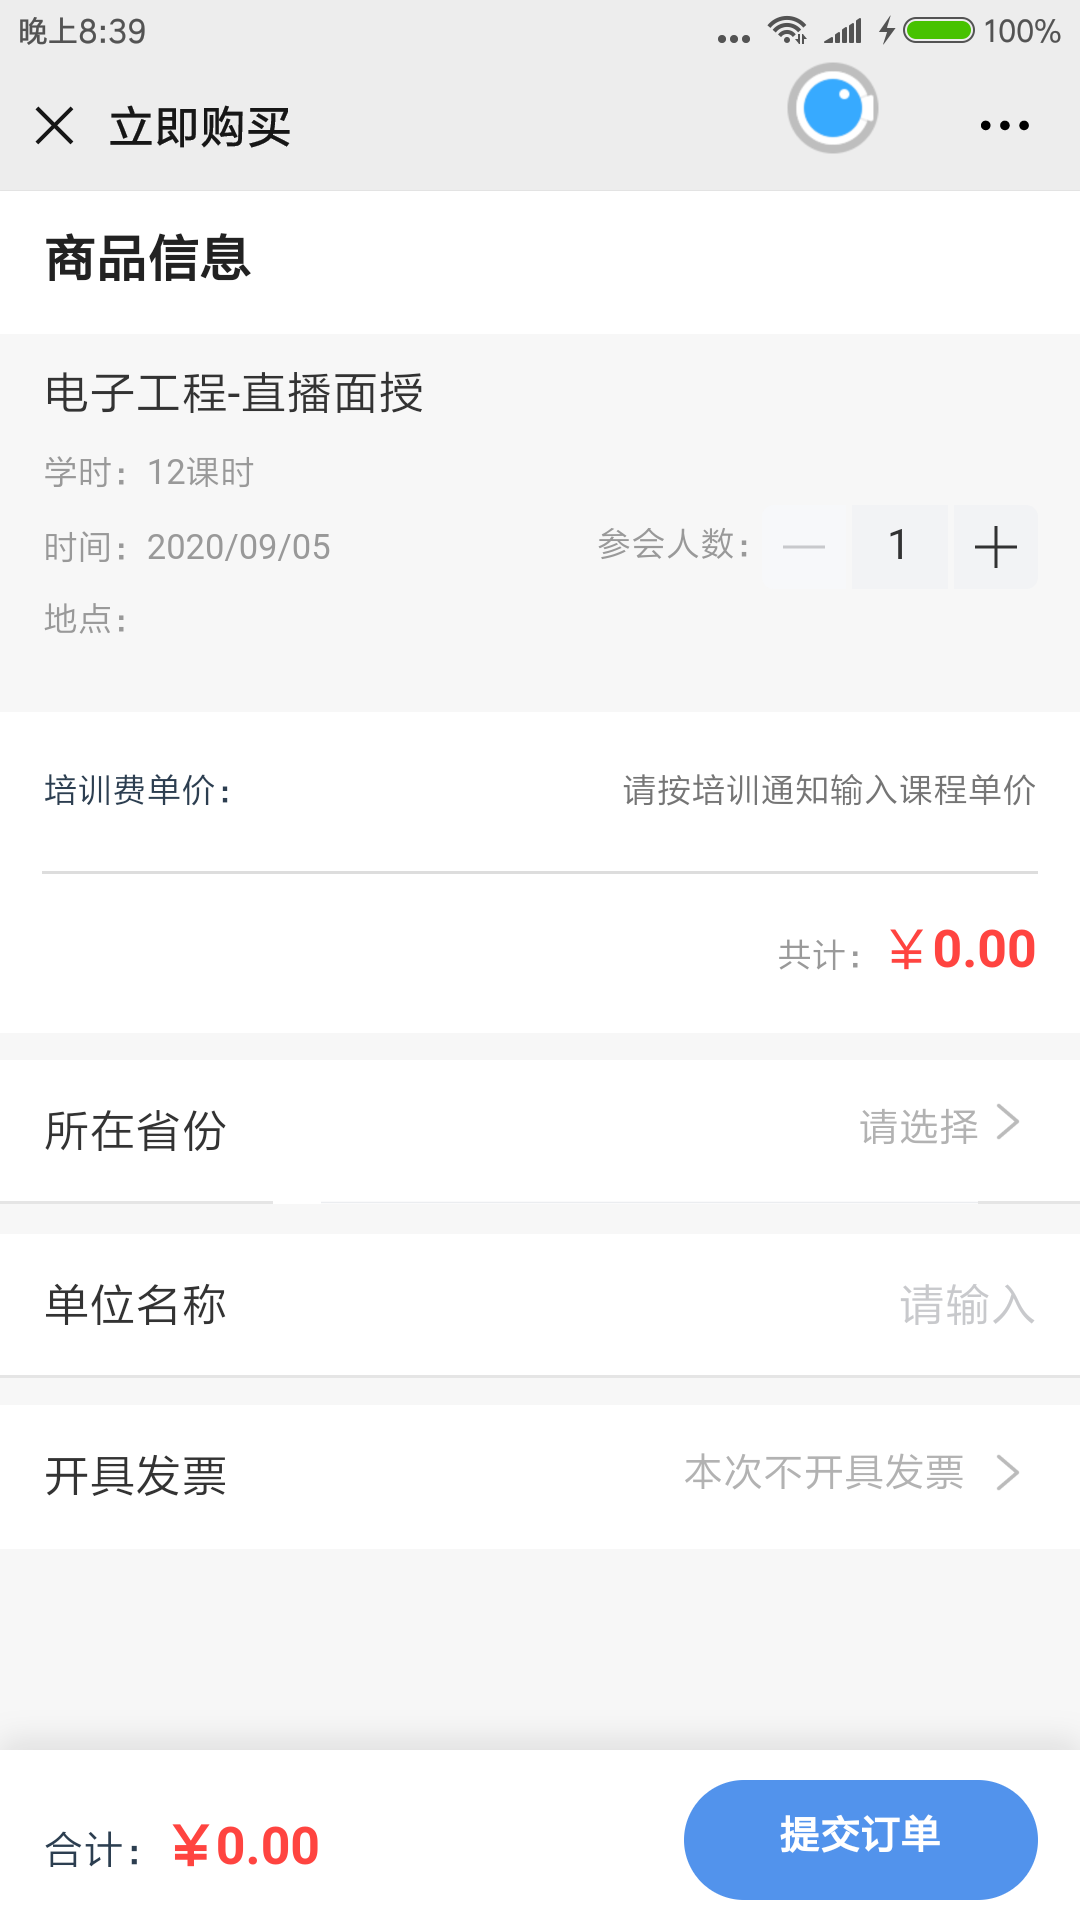 晚上8:39
100%
立即购买
商品信息
电子工程-直播面授
学时：12课时
时间：2020/09/05
参会人数：
1
地点：
培训费单价：
请按培训通知输入课程单价
共计：￥0.00
所在省份
请选择
单位名称
请输入
开具发票
本次不开具发票
合计：￥0.00
提交订单